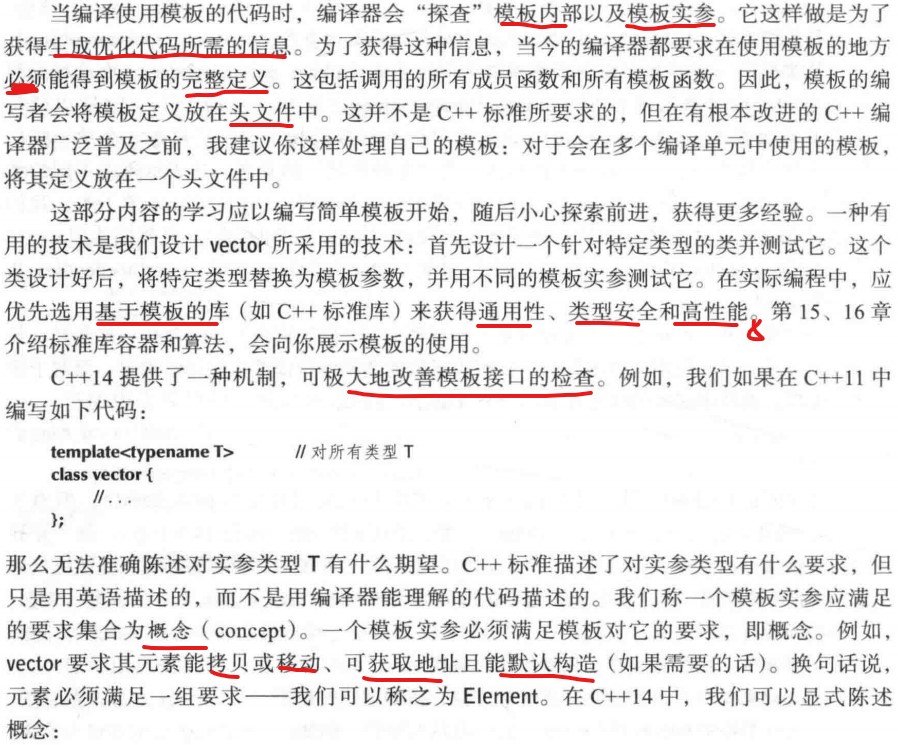 当编译使用模板的代码时，编译器会“探查”模板内部以及模板实参。它这样做是为了
获得生成优化代码所需的信息。为了获得这种信息，当今的编译器都要求在使用模板的地方
必须能得到模板的完整定义。这包括调用的所有成员函数和所有模板函数。因此，模板的编
写者会将模板定义放在头文件中。这并不是 C++ 标准所要求的，但在有根本改进的 C++ 编
译器广泛普及之前，我建议你这样处理自己的模板：对于会在多个编译单元中使用的模板，
将其定义放在一个头文件中。
这部分内容的学习应以编写简单模板开始，随后小心探索前进，获得更多经验。一种有
用的技术是我们设计 vector 所采用的技术：首先设计一个针对特定类型的类并测试它。这个
类设计好后，将特定类型替换为模板参数，并用不同的模板实参测试它。在实际编程中，应
优先选用基于模板的库（如 C++ 标准库）来获得通用性、类型安全和高性能。第 15、16 章
介绍标准库容器和算法，会向你展示模板的使用。
C++14 提供了一种机制，可极大地改善模板接口的检查。例如，我们如果在 C++11 中
编写如下代码：
template<typename T> // 对所有类型 T
class vector {
// . . .
};
那么无法准确陈述对实参类型 T 有什么期望。C++ 标准描述了对实参类型有什么要求，但
只是用英语描述的，而不是用编译器能理解的代码描述的。我们称一个模板实参应满足
的要求集合为概念（concept）。一个模板实参必须满足模板对它的要求，即概念。例如，
vector 要求其元素能拷贝或移动、可获取地址且能默认构造（如果需要的话）。换句话说，
元素必须满足一组要求——我们可以称之为 Element。在 C++14 中，我们可以显式陈述
概念：